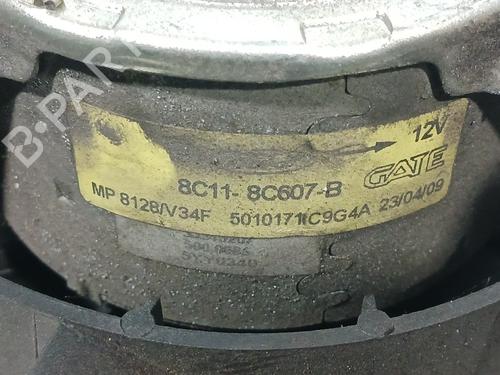 12V
8C11- 8C607-B GATE
MP 8128/V34F 5010171 C9G4A 23/04/09
B-PARTS